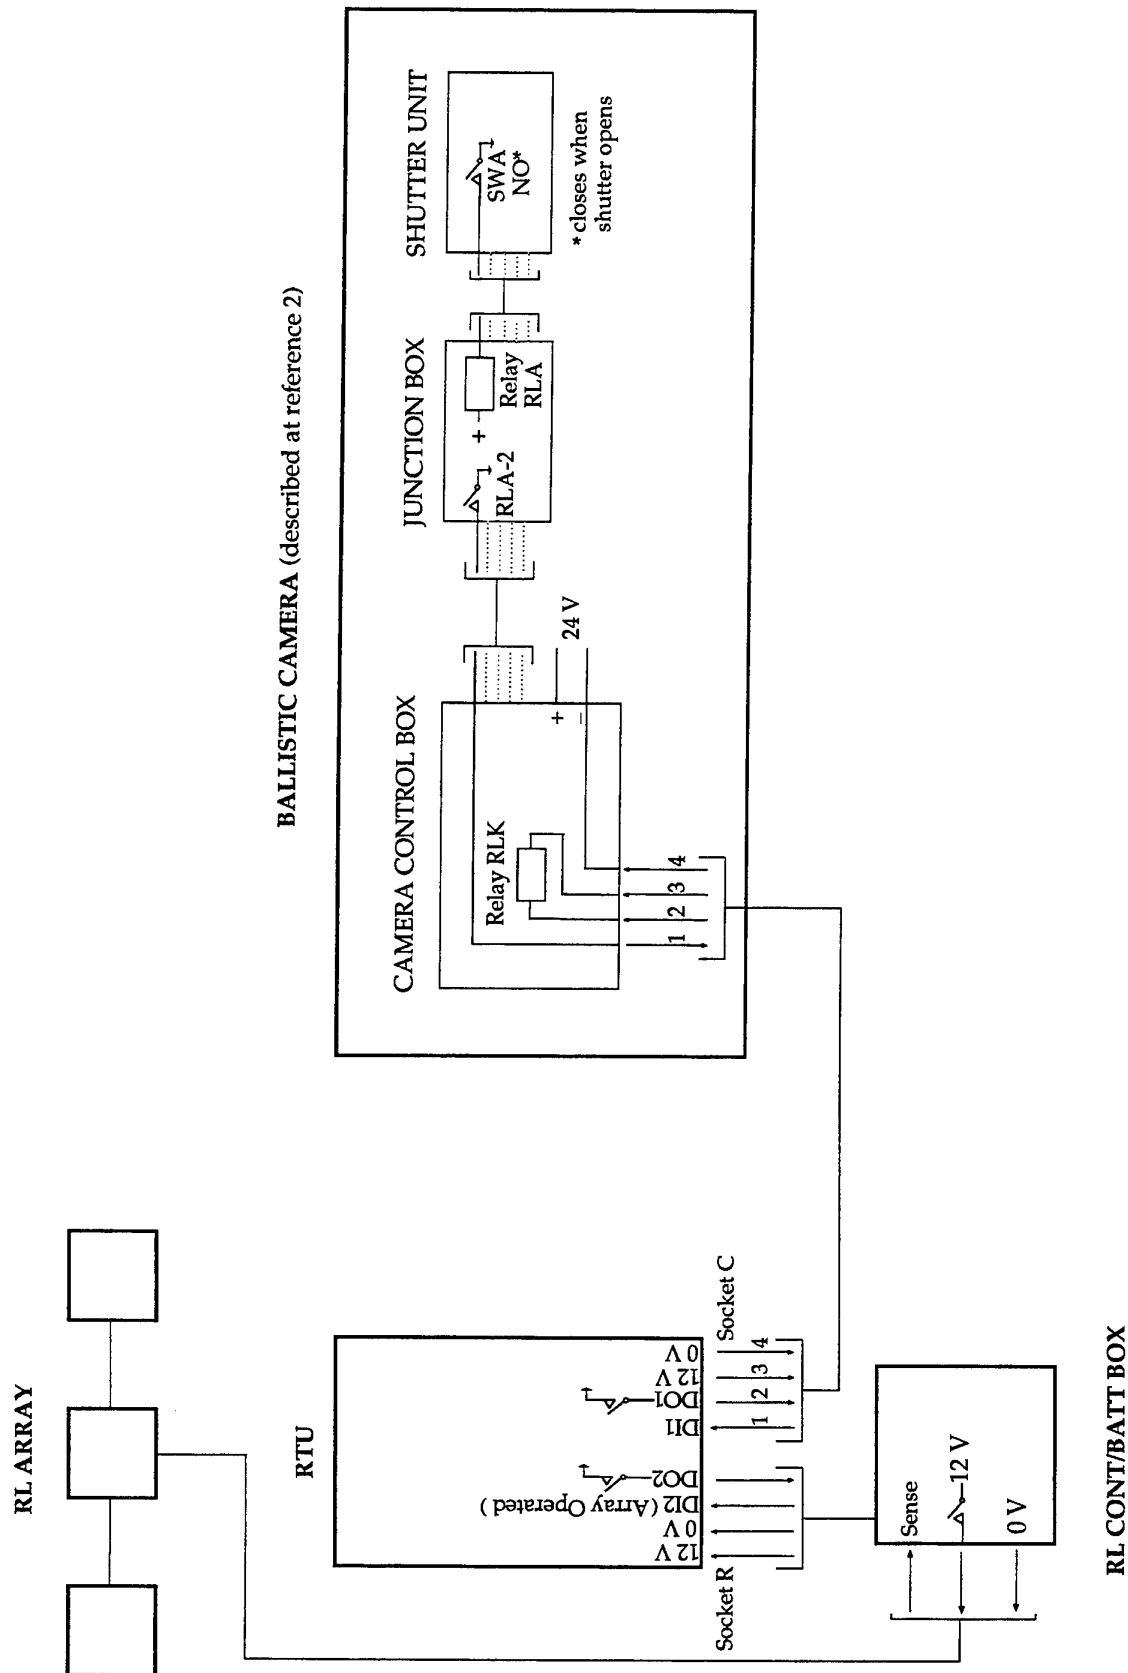 BALLISTIC CAMERA (described at reference 2)
SHUTTER UNIT
SWA
NO*
*closes when
shutter opens
JUNCTION BOX
RLA-2
+
Relay
RLA
CAMERA CONTROL BOX
Relay RLK
+
–
24 V
1
2
3
4
RL ARRAY
RTU
Socket R
12 V
0 V
DI2 (Array Operated)
DO2
DI1
DO1
12 V
0 V
1
2
3
4
Socket C
Sense
12 V
0 V
RL CONT/BATT BOX